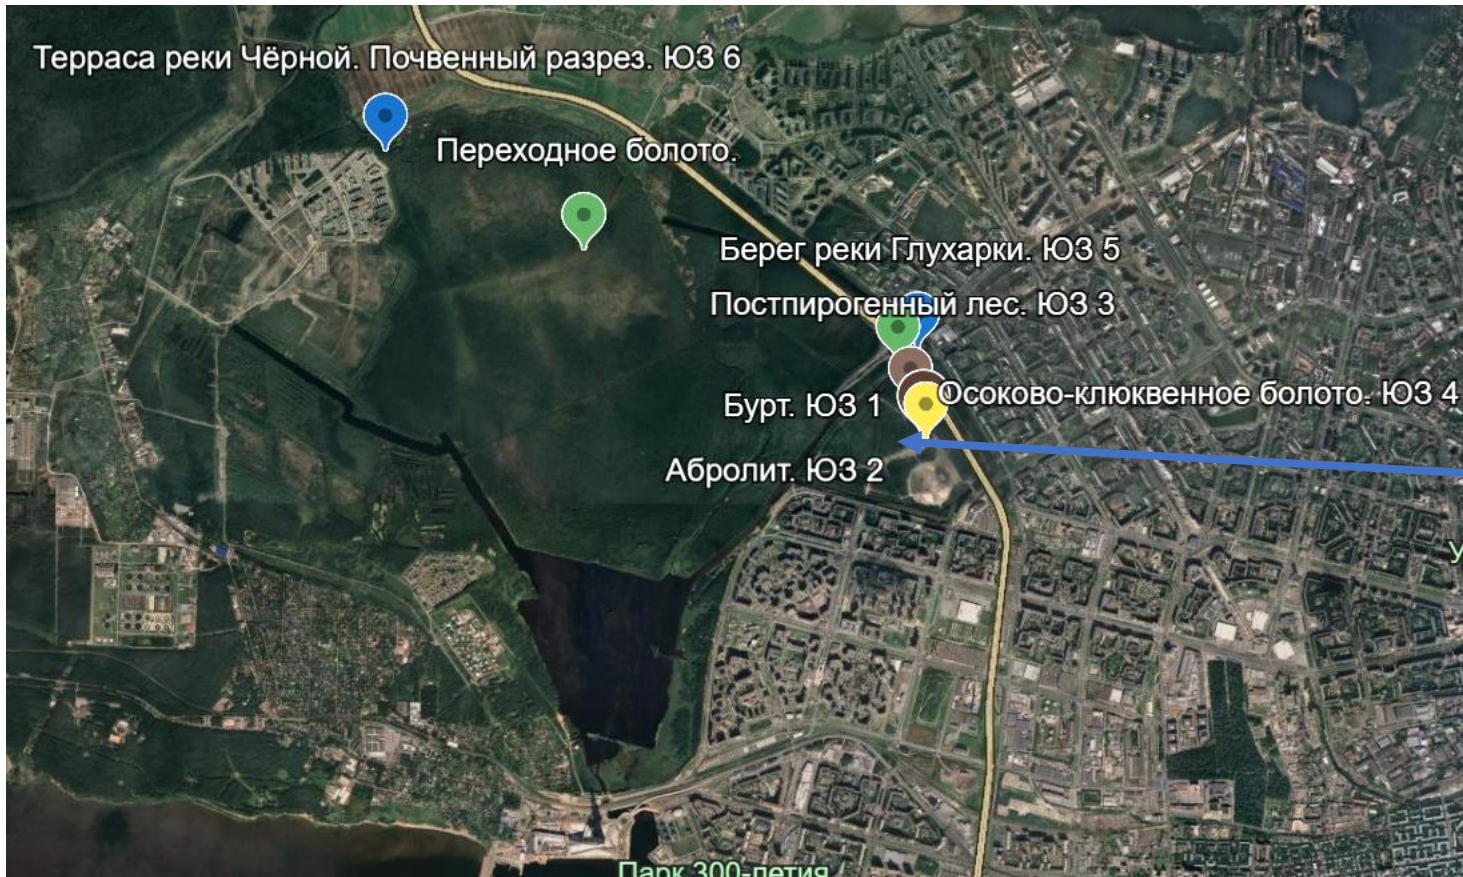 Терраса реки Чёрной. Почвенный разрез. ЮЗ 6
Переходное болото.
Берег реки Глухарки. ЮЗ 5
Постпирогенный лес. ЮЗ 3
Осоково-клюквенное болото. ЮЗ 4
Бурт. ЮЗ 1
Абролит. ЮЗ 2
У
Парк 300-летия